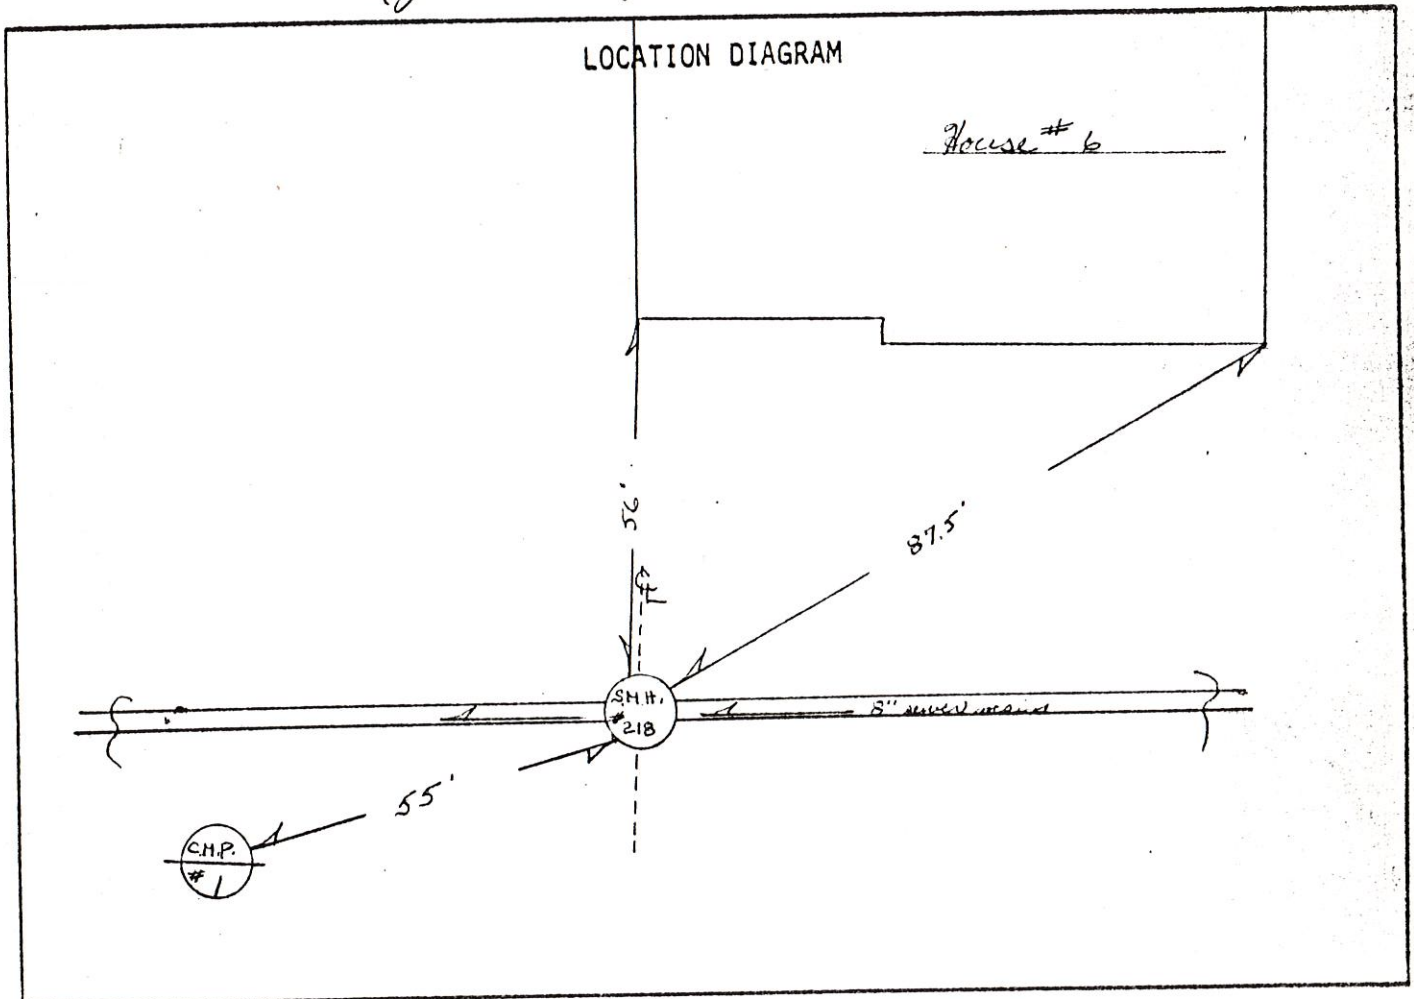 LOCATION DIAGRAM
House # 6
56'
87.5'
S.M.H.
# 218
8" sewer main
55'
C.M.P.
# 1